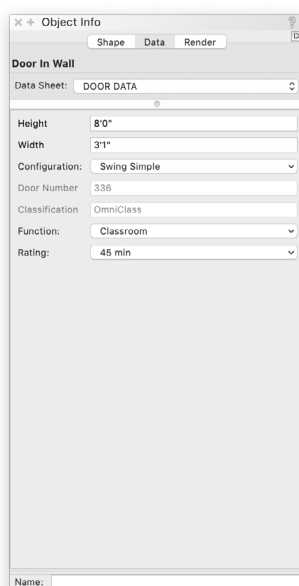 Object Info
Shape Data Render
Door In Wall
Data Sheet: DOOR DATA
Height 8'0"
Width 3'1"
Configuration: Swing Simple
Door Number 336
Classification OmniClass
Function: Classroom
Rating: 45 min
Name: